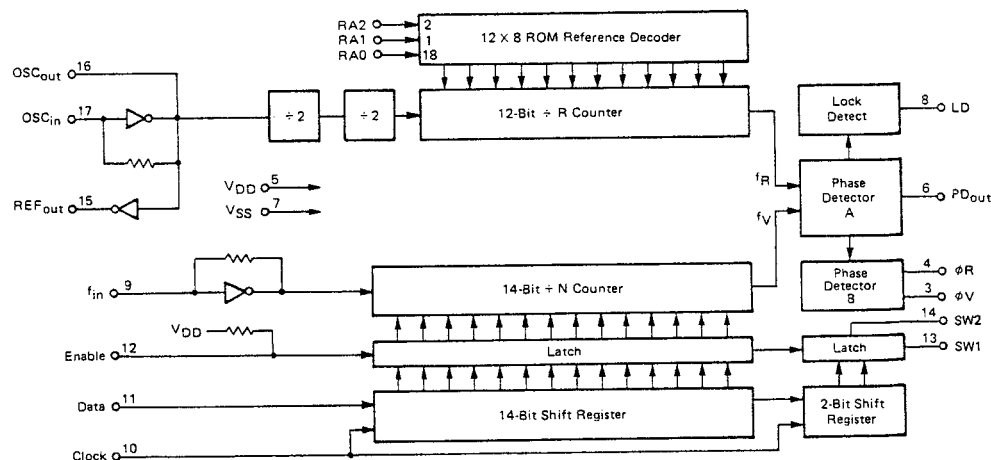 RA2 2
RA1 1
RA0 18
12 X 8 ROM Reference Decoder
OSCout 16
OSCin 17
÷ 2
÷ 2
12-Bit ÷ R Counter
Lock Detect
8 LD
REFout 15
VDD 5
VSS 7
fR
fV
Phase Detector A
6 PDout
fin 9
14-Bit ÷ N Counter
Phase Detector B
4 ϕR
3 ϕV
14 SW2
VDD
Enable 12
Latch
Latch
13 SW1
Data 11
14-Bit Shift Register
2-Bit Shift Register
Clock 10